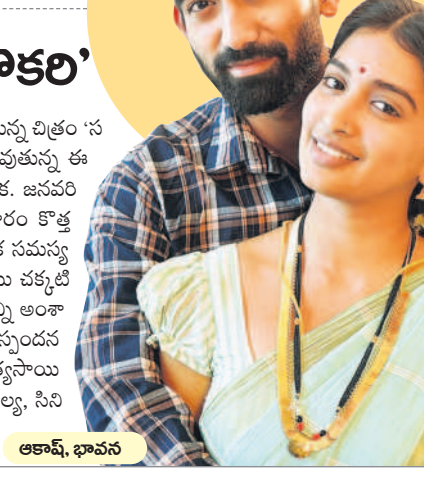 ొకరి’
ున్న చిత్రం ‘స
వుతున్న ఈ
క. జనవరి
ారం కొత్త
క సమస్య
ు చక్కటి
న్ని అంశా
స్పందన
త్యసాయి
ల్య, సిని
ఆకాష్, భావన